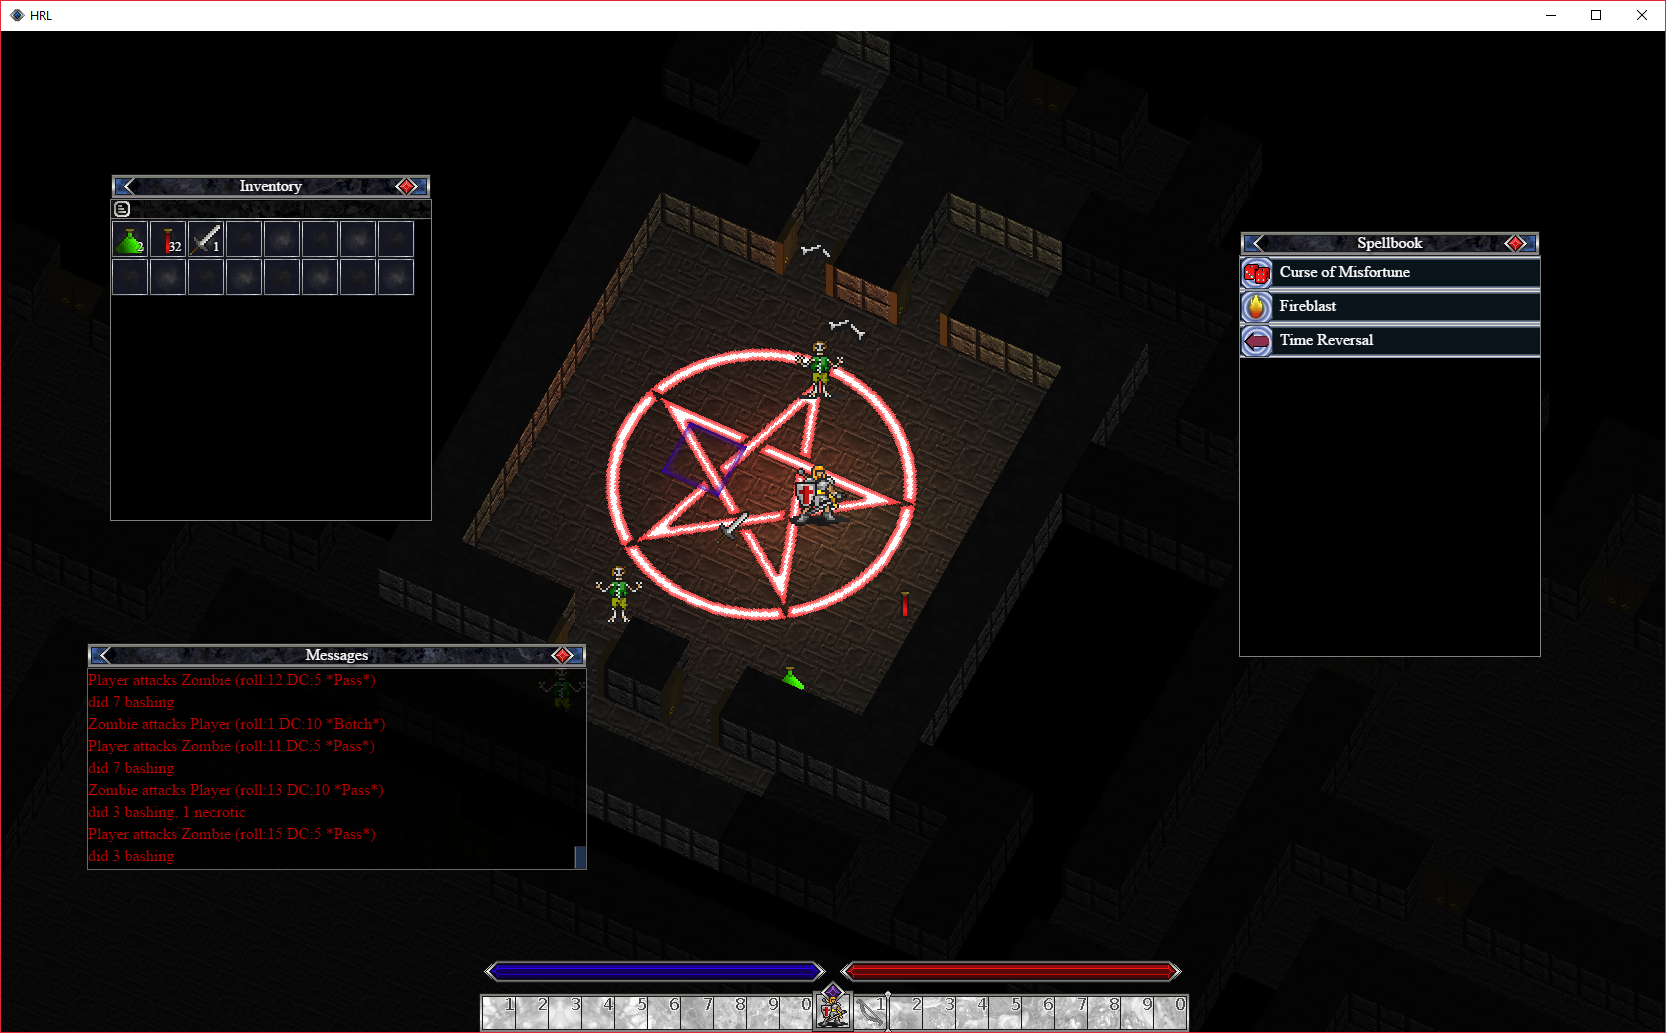 HRL
Inventory
2
32
1
Spellbook
Curse of Misfortune
Fireblast
Time Reversal
Messages
Player attacks Zombie (roll:12 DC:5 *Pass*)
did 7 bashing
Zombie attacks Player (roll:1 DC:10 *Botch*)
Player attacks Zombie (roll:11 DC:5 *Pass*)
did 7 bashing
Zombie attacks Player (roll:13 DC:10 *Pass*)
did 3 bashing, 1 necrotic
Player attacks Zombie (roll:15 DC:5 *Pass*)
did 3 bashing
1 2 3 4 5 6 7 8 9 0 1 2 3 4 5 6 7 8 9 0